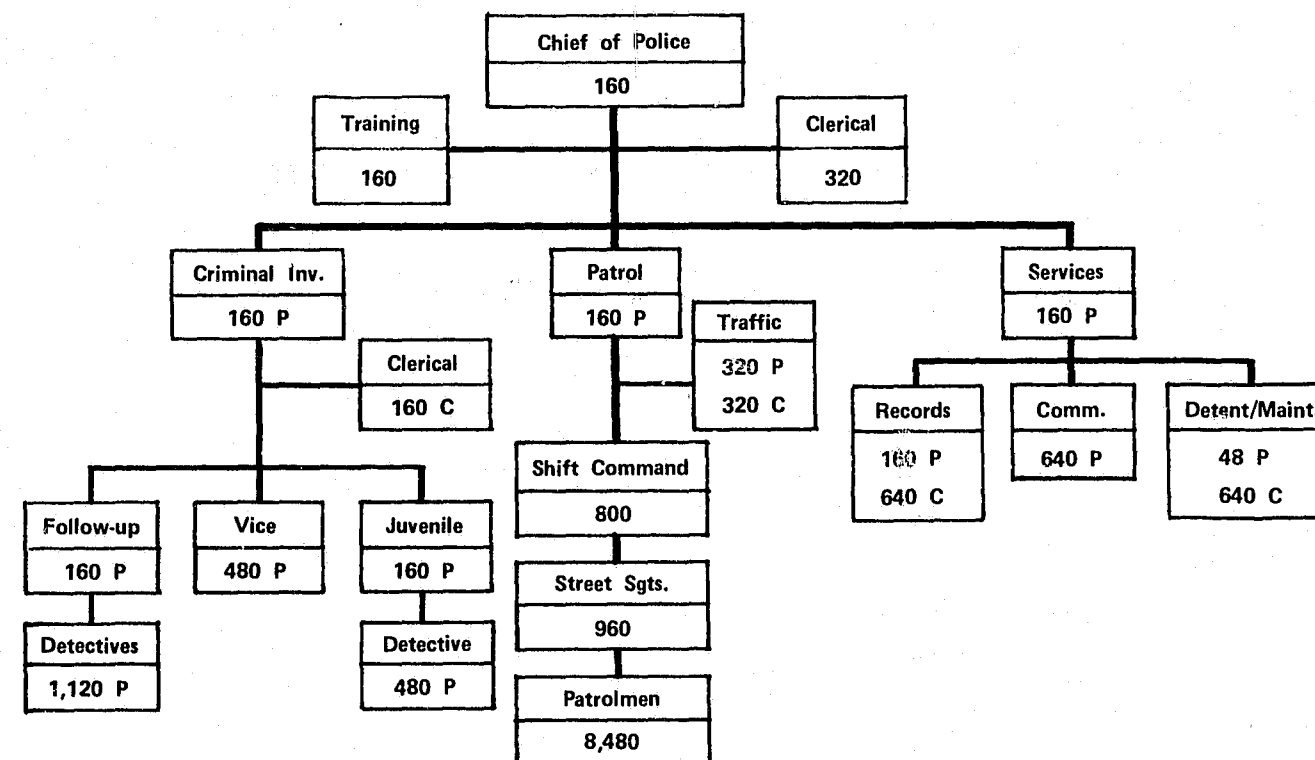 Chief of Police
160
Training
160
Clerical
320
Criminal Inv.
160 P
Patrol
160 P
Services
160 P
Traffic
320 P
320 C
Clerical
160 C
Records
160 P
640 C
Comm.
640 P
Detent/Maint
48 P
640 C
Shift Command
800
Follow-up
160 P
Vice
480 P
Juvenile
160 P
Street Sgts.
960
Detectives
1,120 P
Detective
480 P
Patrolmen
8,480